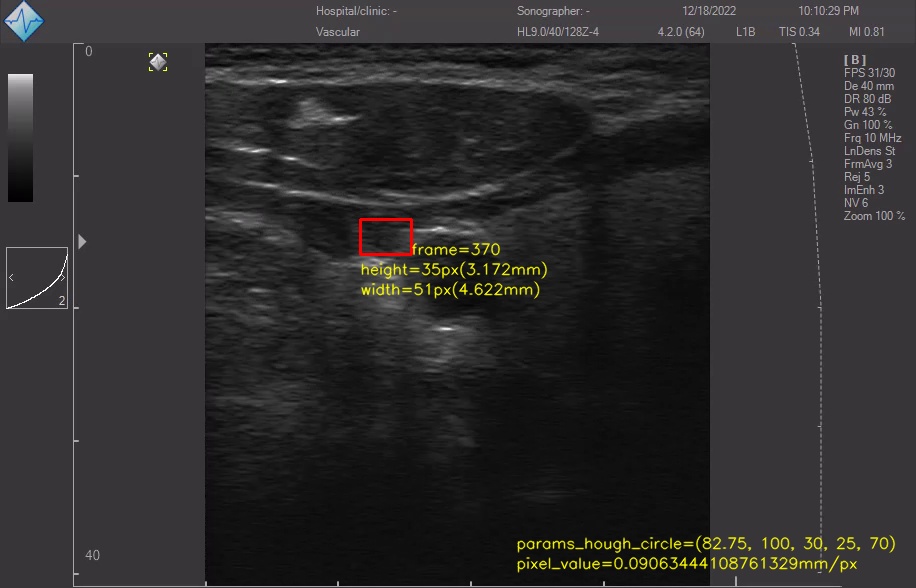 Hospital/clinic: - Sonographer: - 12/18/2022 10:10:29 PM
Vascular HL9.0/40/128Z-4 4.2.0 (64) L1B TIS 0.34 MI 0.81
0
[ B ]
FPS 31/30
De 40 mm
DR 80 dB
Pw 43 %
Gn 100 %
Frq 10 MHz
LnDens St
FrmAvg 3
Rej 5
ImEnh 3
NV 6
Zoom 100 %
frame=370
height=35px(3.172mm)
width=51px(4.622mm)
2
params_hough_circle=(82.75, 100, 30, 25, 70)
40
pixel_value=0.09063444108761329mm/px